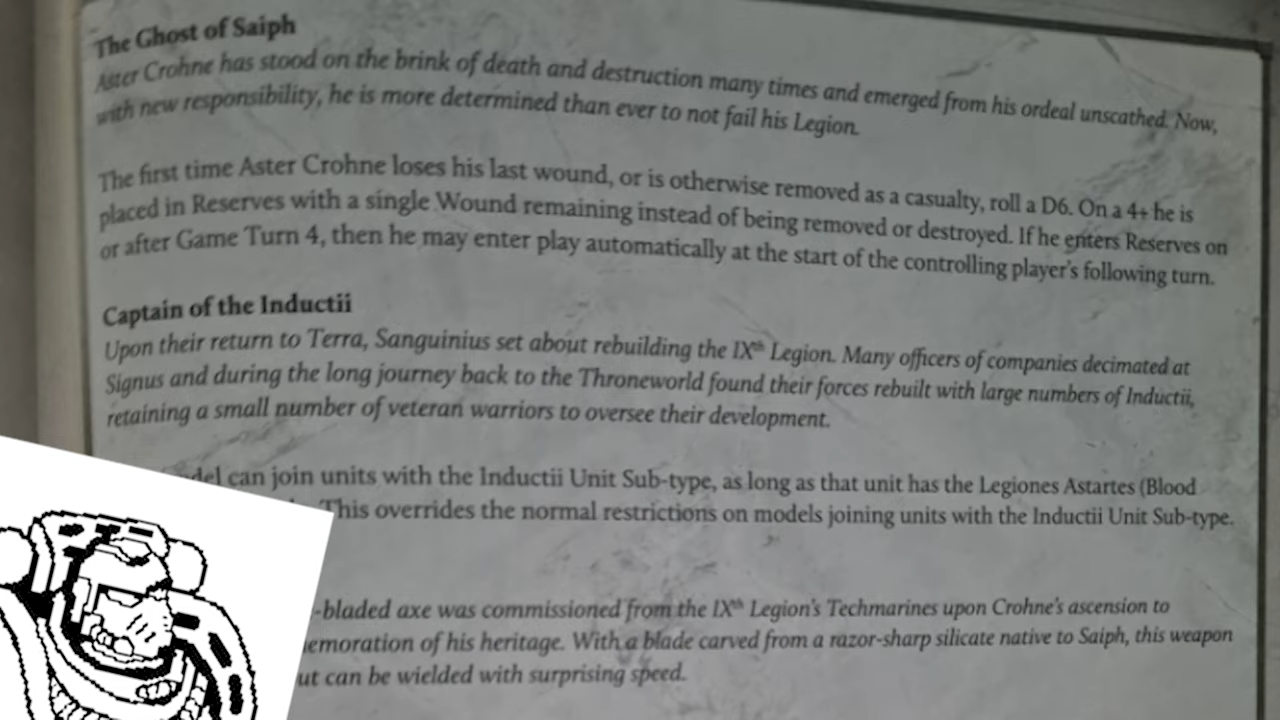 The Ghost of Saiph
Aster Crohne has stood on the brink of death and destruction many times and emerged from his ordeal unscathed. Now,
with new responsibility, he is more determined than ever to not fail his Legion.
The first time Aster Crohne loses his last wound, or is otherwise removed as a casualty, roll a D6. On a 4+ he is
placed in Reserves with a single Wound remaining instead of being removed or destroyed. If he enters Reserves on
or after Game Turn 4, then he may enter play automatically at the start of the controlling player's following turn.
Captain of the Inductii
Upon their return to Terra, Sanguinius set about rebuilding the IXth Legion. Many officers of companies decimated at
Signus and during the long journey back to the Throneworld found their forces rebuilt with large numbers of Inductii,
retaining a small number of veteran warriors to oversee their development.
can join units with the Inductii Unit Sub-type, as long as that unit has the Legiones Astartes (Blood
This overrides the normal restrictions on models joining units with the Inductii Unit Sub-type.
-bladed axe was commissioned from the IXth Legion's Techmarines upon Crohne's ascension to
of his heritage. With a blade carved from a razor-sharp silicate native to Saiph, this weapon
can be wielded with surprising speed.